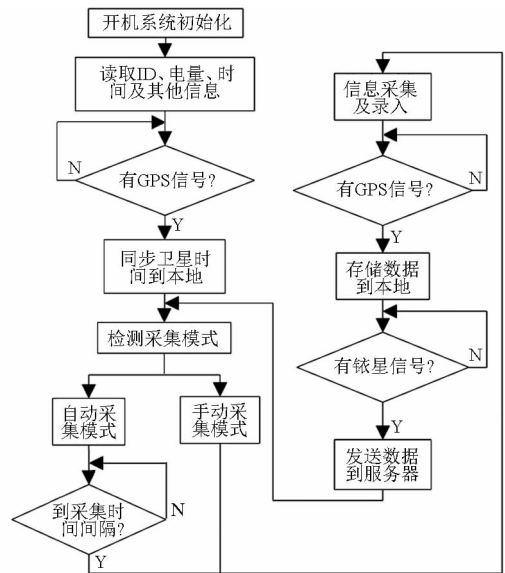 开机系统初始化
读取ID、电量、时
间及其他信息
N
有GPS信号?
Y
同步卫星时
间到本地
检测采集模式
自动采
集模式
手动采
集模式
到采集时
间间隔?
N
Y
信息采集
及录入
有GPS信号?
N
Y
存储数据
到本地
有铱星信号?
N
Y
发送数据
到服务器